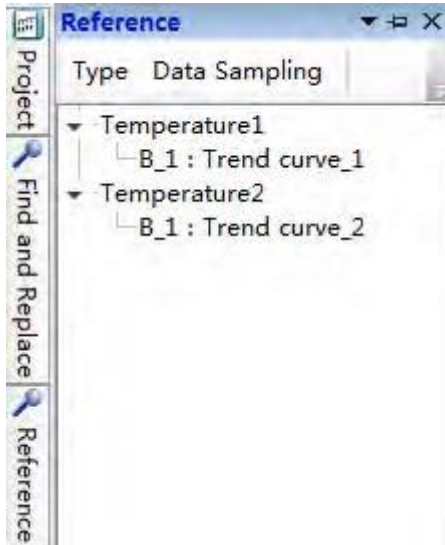 Reference
Type Data Sampling
Temperature1
B_1 : Trend curve_1
Temperature2
B_1 : Trend curve_2
Project
Find and Replace
Reference